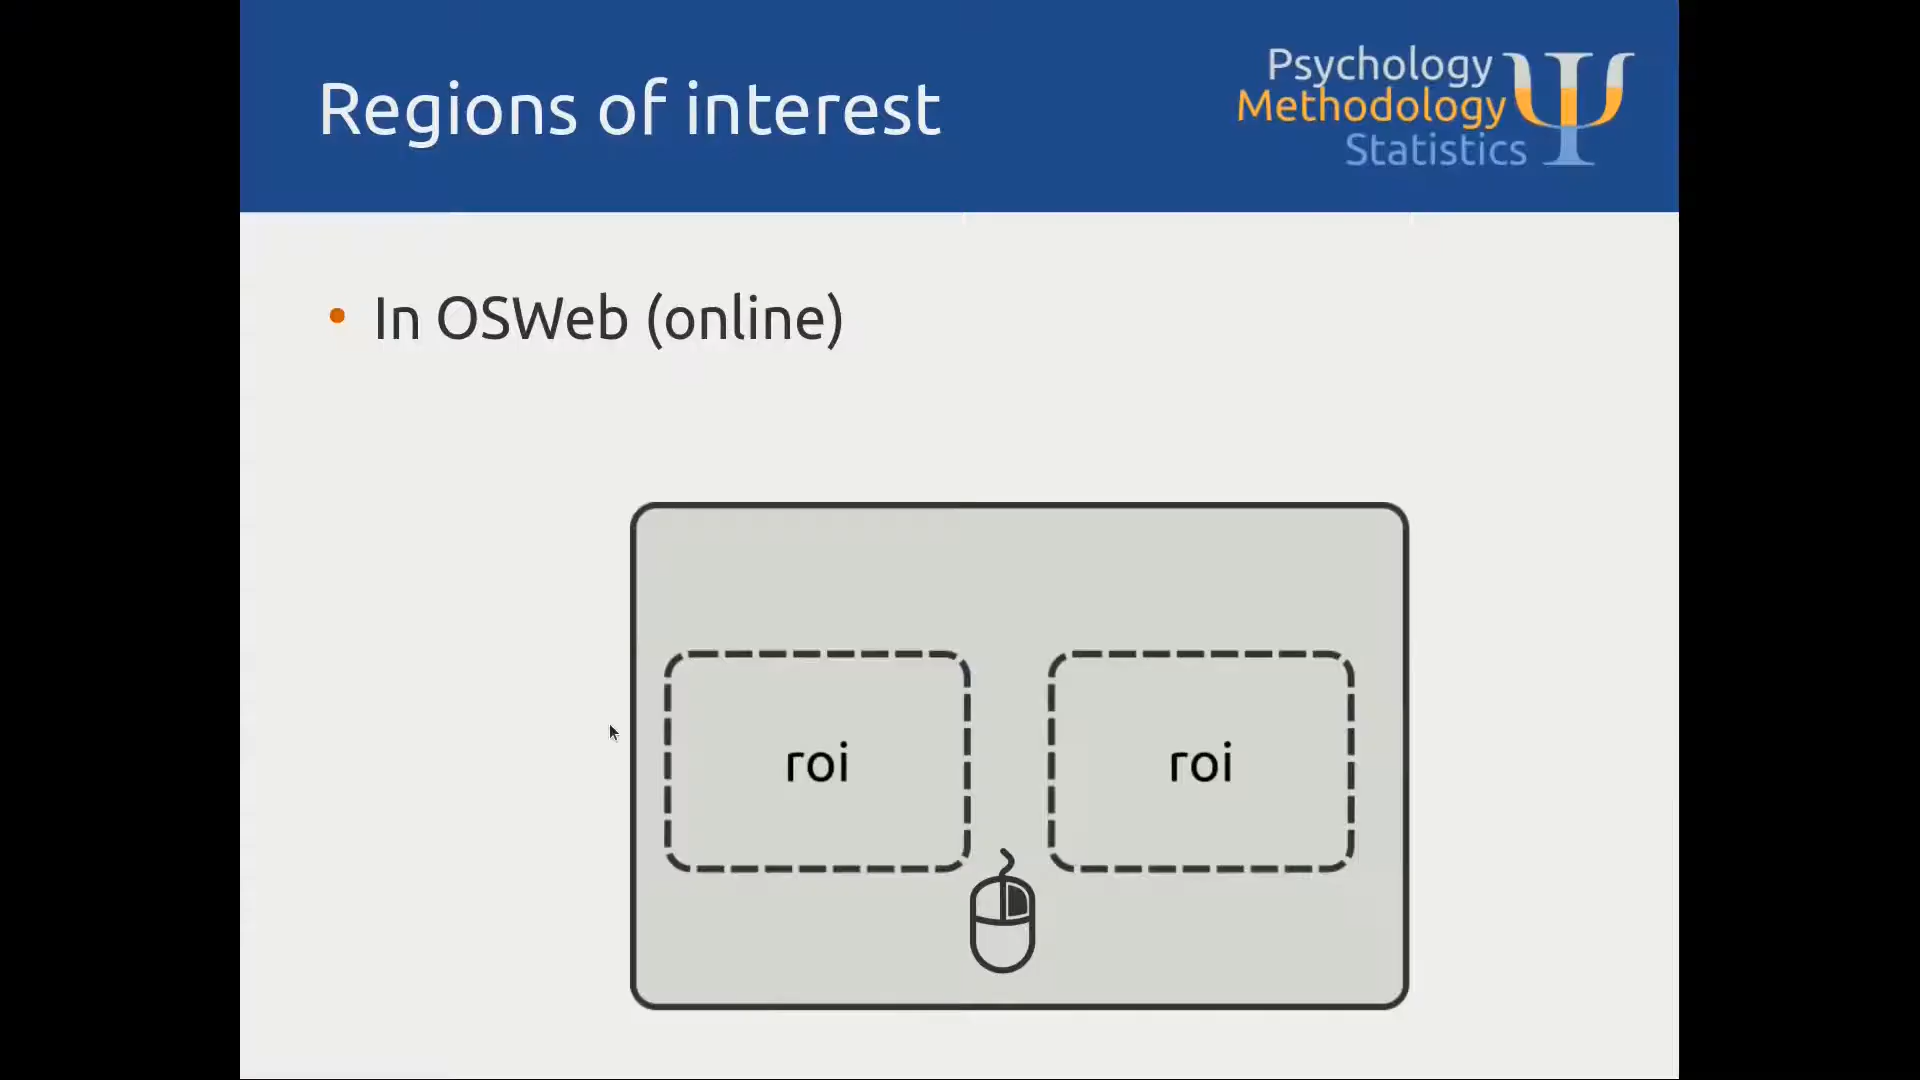 Regions of interest
Psychology
Methodology
Statistics
• In OSWeb (online)
roi
roi